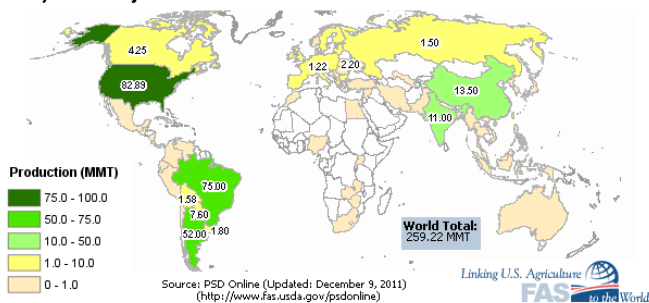 4.25
1.50
1.22
2.20
82.89
13.50
11.00
75.00
1.58
7.60
52.00
1.80
Production (MMT)
75.0 - 100.0
50.0 - 75.0
10.0 - 50.0
1.0 - 10.0
0 - 1.0
World Total:
259.22 MMT
Source: PSD Online (Updated: December 9, 2011)
(http://www.fas.usda.gov/psdonline)
Linking U.S. Agriculture
FAS to the World